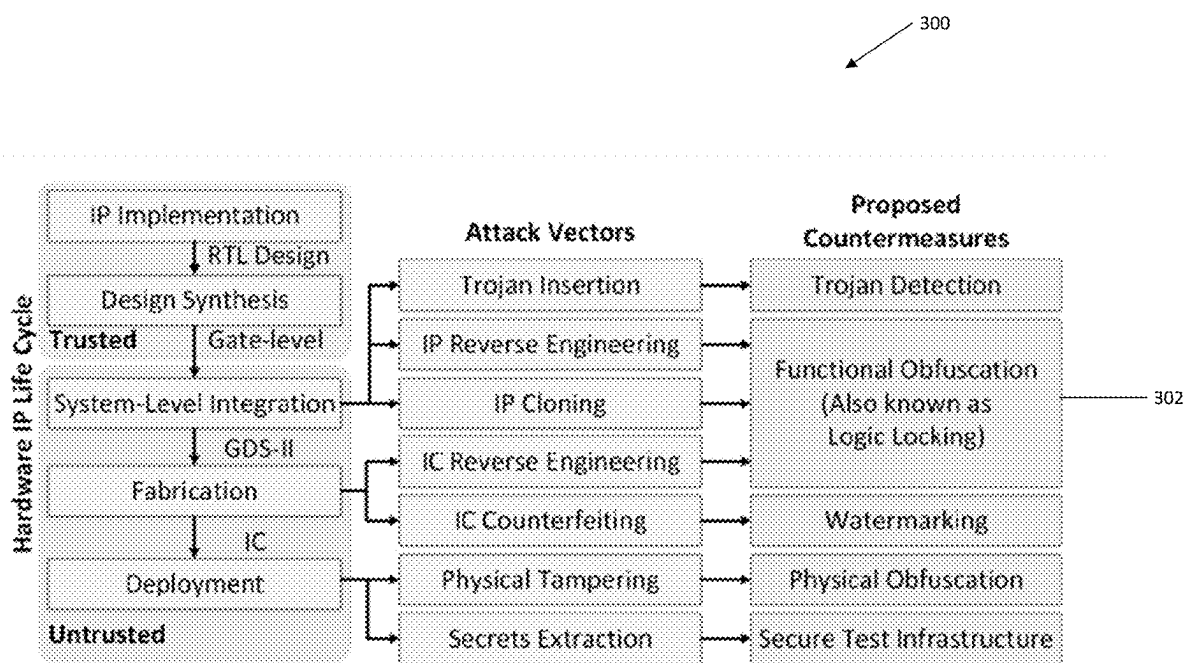 300
Hardware IP Life Cycle
IP Implementation
RTL Design
Design Synthesis
Trusted
Gate-level
System-Level Integration
GDS-II
Fabrication
IC
Deployment
Untrusted
Attack Vectors
Trojan Insertion
IP Reverse Engineering
IP Cloning
IC Reverse Engineering
IC Counterfeiting
Physical Tampering
Secrets Extraction
Proposed
Countermeasures
Trojan Detection
Functional Obfuscation
(Also known as
Logic Locking)
302
Watermarking
Physical Obfuscation
Secure Test Infrastructure